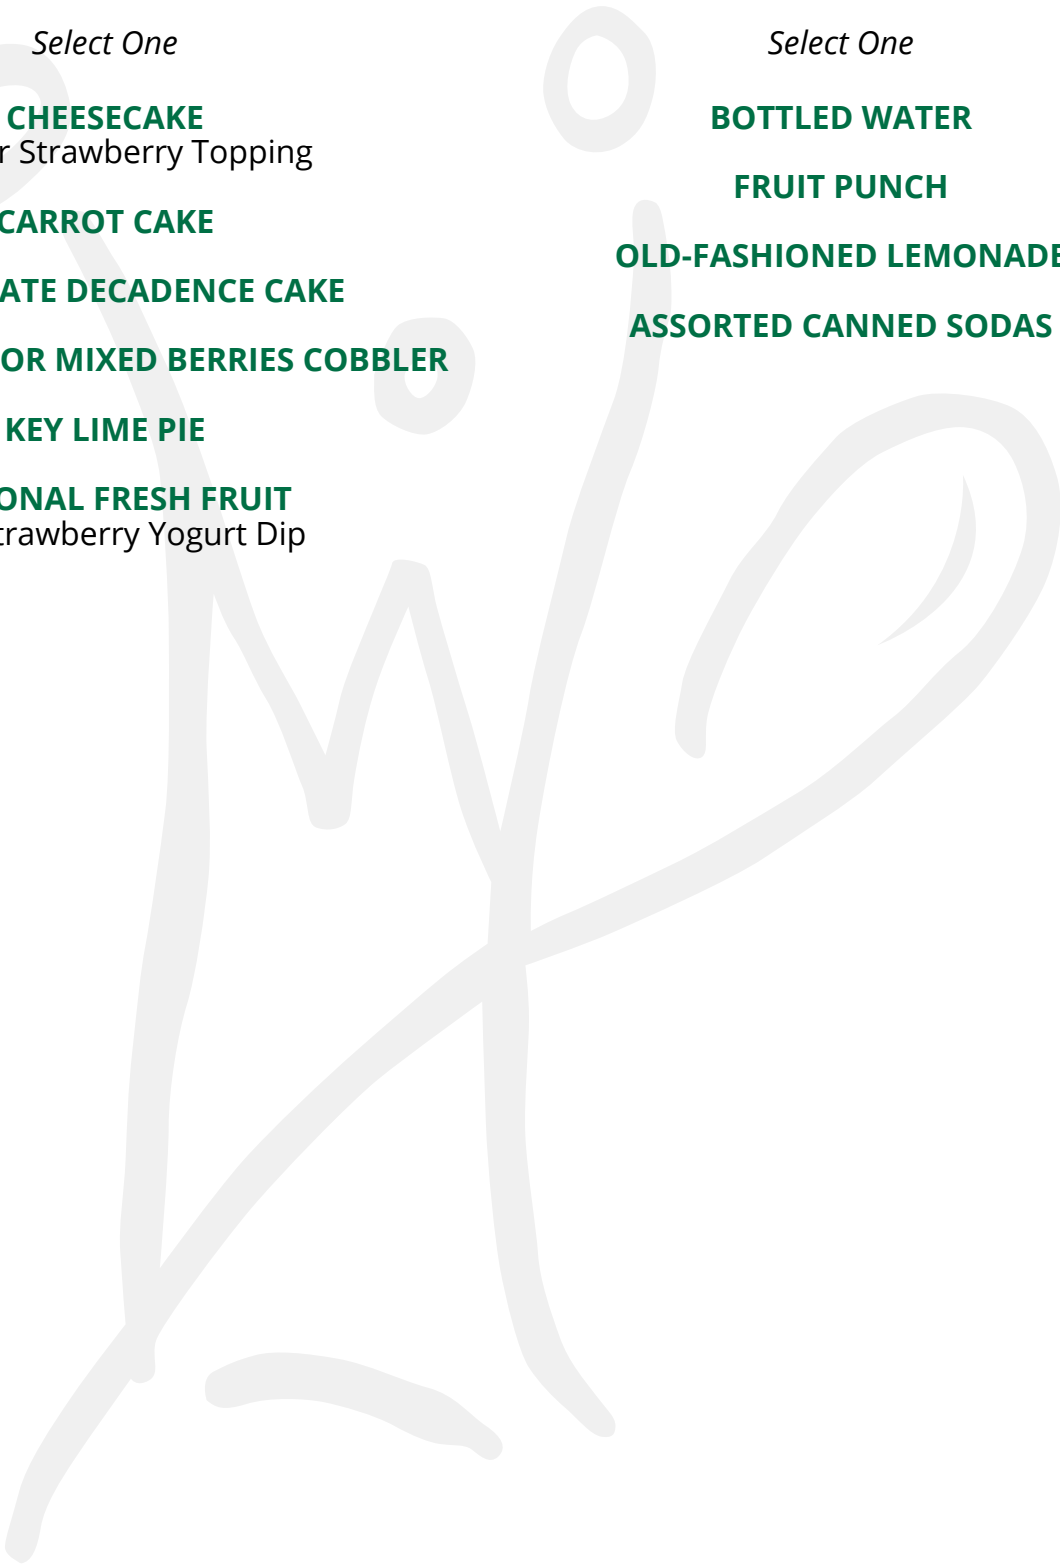 Select One
CHEESECAKE
r Strawberry Topping
CARROT CAKE
ATE DECADENCE CAKE
OR MIXED BERRIES COBBLER
KEY LIME PIE
ONAL FRESH FRUIT
trawberry Yogurt Dip
Select One
BOTTLED WATER
FRUIT PUNCH
OLD-FASHIONED LEMONADE
ASSORTED CANNED SODAS